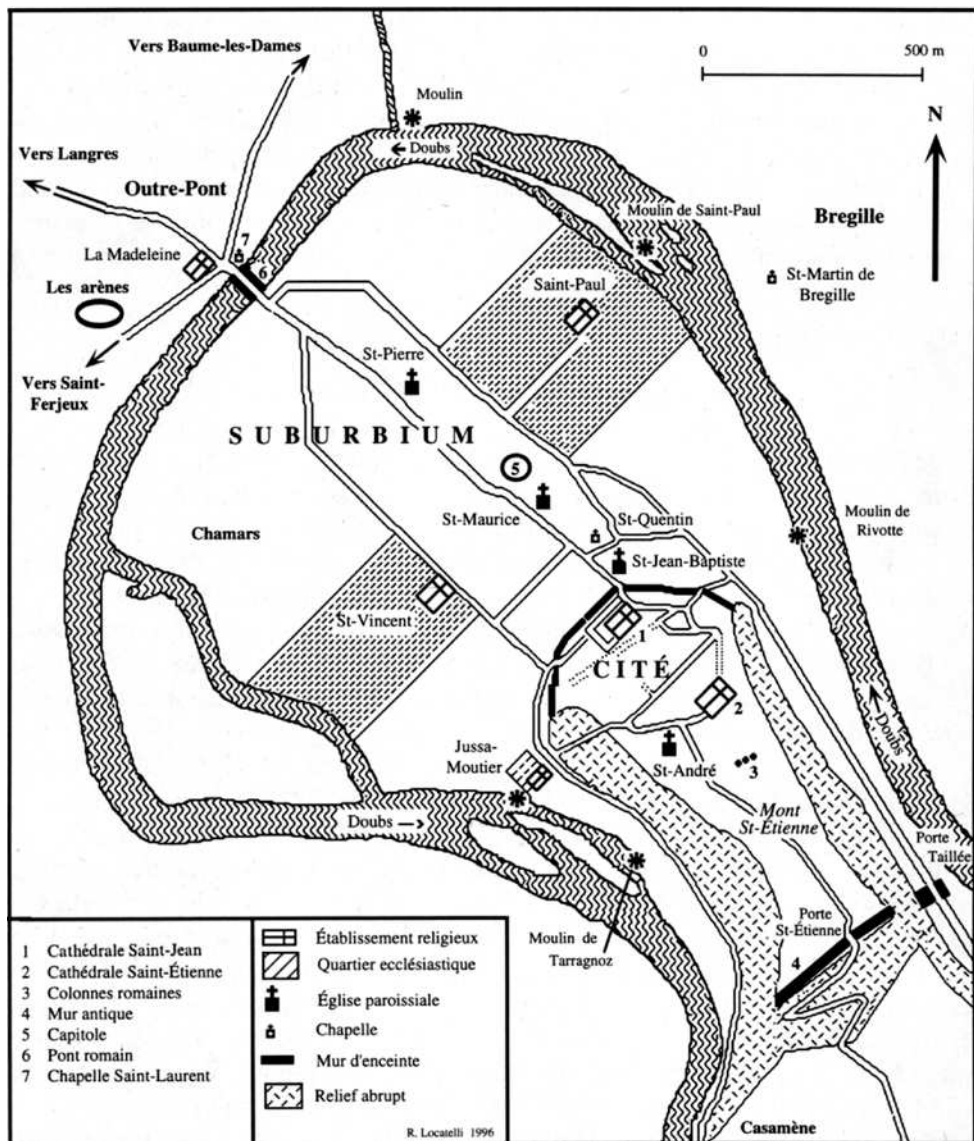 Vers Baume-les-Dames
0 500 m
Moulin
N
← Doubs
Vers Langres
Outre-Pont
Moulin de Saint-Paul
Bregille
7
La Madeleine
6
St-Martin de
Bregille
Les arènes
Saint-Paul
St-Pierre
Vers Saint-
Ferjeux
SUBURBIUM
5
St-Maurice
St-Quentin
Moulin
de Rivotte
Chamars
St-Jean-Baptiste
St-Vincent
1
CITÉ
2
← Doubs
Jussa-
Moutier
St-André
3
Mont
St-Étienne
Doubs →
Porte
Taillée
Porte
St-Étienne
4
Moulin de
Tarragnoz
Casamène
1 Cathédrale Saint-Jean
2 Cathédrale Saint-Étienne
3 Colonnes romaines
4 Mur antique
5 Capitole
6 Pont romain
7 Chapelle Saint-Laurent
Établissement religieux
Quartier ecclésiastique
Église paroissiale
Chapelle
Mur d'enceinte
Relief abrupt
R. Locatelli 1996